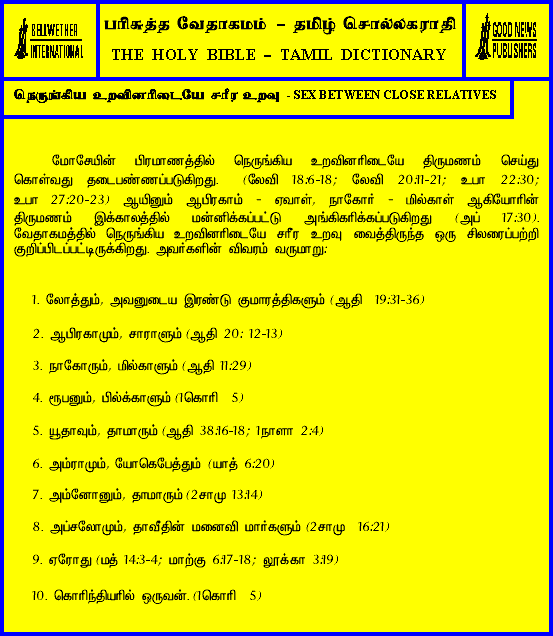 BELLWETHER
INTERNATIONAL
பரிசுத்த வேதாகமம் – தமிழ் சொல்லகராதி
THE HOLY BIBLE – TAMIL DICTIONARY
GOOD NEWS
PUBLISHERS
நெருங்கிய உறவினரிடையே சரீர உறவு - SEX BETWEEN CLOSE RELATIVES
மோசேயின் பிரமாணத்தில் நெருங்கிய உறவினரிடையே திருமணம் செய்து
கொள்வது தடைபண்ணப்படுகிறது. (லேவி 18:6-18; லேவி 20:11-21; உபா 22:30;
உபா 27:20-23) ஆயினும் ஆபிரகாம் - ஏவாள், நாகோர் - மில்காள் ஆகியோரின்
திருமணம் இக்காலத்தில் மன்னிக்கப்பட்டு அங்கிகரிக்கப்படுகிறது (அப் 17:30).
வேதாகமத்தில் நெருங்கிய உறவினரிடையே சரீர உறவு வைத்திருந்த ஒரு சிலரைப்பற்றி
குறிப்பிடப்பட்டிருக்கிறது. அவர்களின் விவரம் வருமாறு:
1. லோத்தும், அவனுடைய இரண்டு குமாரத்திகளும் (ஆதி 19:31-36)
2. ஆபிரகாமும், சாராளும் (ஆதி 20: 12-13)
3. நாகோரும், மில்காளும் (ஆதி 11:29)
4. ரூபனும், பில்க்காளும் (1கொரி 5)
5. யூதாவும், தாமாரும் (ஆதி 38:16-18; 1நாளா 2:4)
6. அம்ராமும், யோகெபேத்தும் (யாத் 6:20)
7. அம்னோனும், தாமாரும் (2சாமு 13:14)
8. அப்சலோமும், தாவீதின் மனைவி மார்களும் (2சாமு 16:21)
9. ஏரோது (மத் 14:3-4; மாற்கு 6:17-18; லூக்கா 3:19)
10. கொரிந்தியரில் ஒருவன். (1கொரி 5)